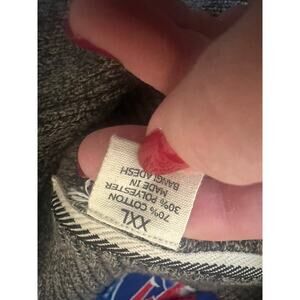 XXL
70% COTTON
30% POLYESTER
MADE IN
BANGLADESH